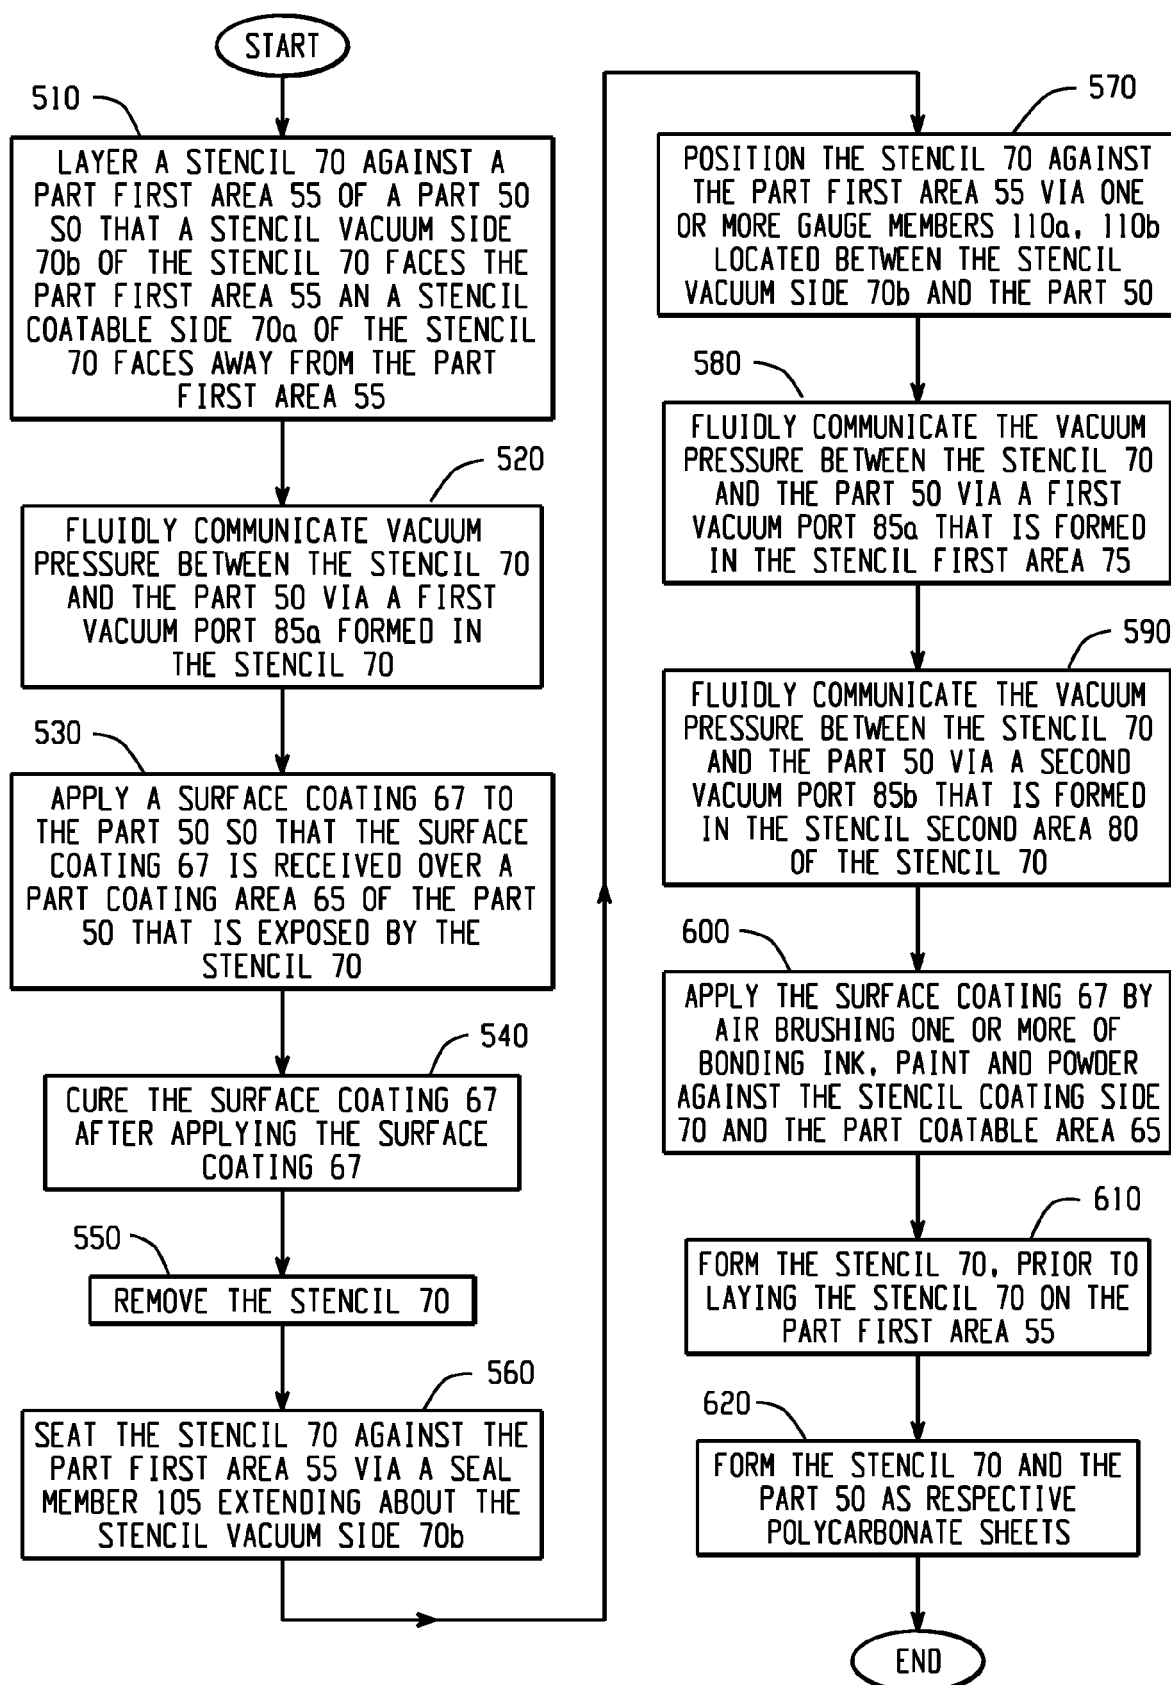 START
510
LAYER A STENCIL 70 AGAINST A
PART FIRST AREA 55 OF A PART 50
SO THAT A STENCIL VACUUM SIDE
70b OF THE STENCIL 70 FACES THE
PART FIRST AREA 55 AN A STENCIL
COATABLE SIDE 70a OF THE STENCIL
70 FACES AWAY FROM THE PART
FIRST AREA 55
520
FLUIDLY COMMUNICATE VACUUM
PRESSURE BETWEEN THE STENCIL 70
AND THE PART 50 VIA A FIRST
VACUUM PORT 85a FORMED IN
THE STENCIL 70
530
APPLY A SURFACE COATING 67 TO
THE PART 50 SO THAT THE SURFACE
COATING 67 IS RECEIVED OVER A
PART COATING AREA 65 OF THE PART
50 THAT IS EXPOSED BY THE
STENCIL 70
540
CURE THE SURFACE COATING 67
AFTER APPLYING THE SURFACE
COATING 67
550
REMOVE THE STENCIL 70
560
SEAT THE STENCIL 70 AGAINST THE
PART FIRST AREA 55 VIA A SEAL
MEMBER 105 EXTENDING ABOUT THE
STENCIL VACUUM SIDE 70b
570
POSITION THE STENCIL 70 AGAINST
THE PART FIRST AREA 55 VIA ONE
OR MORE GAUGE MEMBERS 110a, 110b
LOCATED BETWEEN THE STENCIL
VACUUM SIDE 70b AND THE PART 50
580
FLUIDLY COMMUNICATE THE VACUUM
PRESSURE BETWEEN THE STENCIL 70
AND THE PART 50 VIA A FIRST
VACUUM PORT 85a THAT IS FORMED
IN THE STENCIL FIRST AREA 75
590
FLUIDLY COMMUNICATE THE VACUUM
PRESSURE BETWEEN THE STENCIL 70
AND THE PART 50 VIA A SECOND
VACUUM PORT 85b THAT IS FORMED
IN THE STENCIL SECOND AREA 80
OF THE STENCIL 70
600
APPLY THE SURFACE COATING 67 BY
AIR BRUSHING ONE OR MORE OF
BONDING INK, PAINT AND POWDER
AGAINST THE STENCIL COATING SIDE
70 AND THE PART COATABLE AREA 65
610
FORM THE STENCIL 70, PRIOR TO
LAYING THE STENCIL 70 ON THE
PART FIRST AREA 55
620
FORM THE STENCIL 70 AND THE
PART 50 AS RESPECTIVE
POLYCARBONATE SHEETS
END